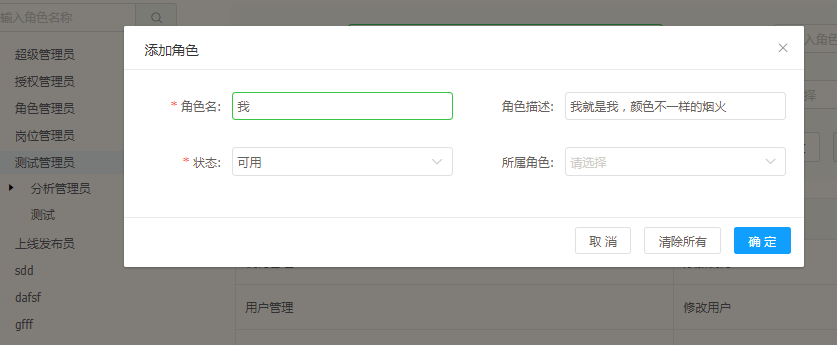 输入角色名称
超级管理员
授权管理员
角色管理员
岗位管理员
测试管理员
分析管理员
测试
上线发布员
sdd
dafsf
gfff
添加角色
* 角色名: 我
角色描述: 我就是我，颜色不一样的烟火
* 状态: 可用
所属角色: 请选择
取 消
清除所有
确 定
用户管理
修改用户